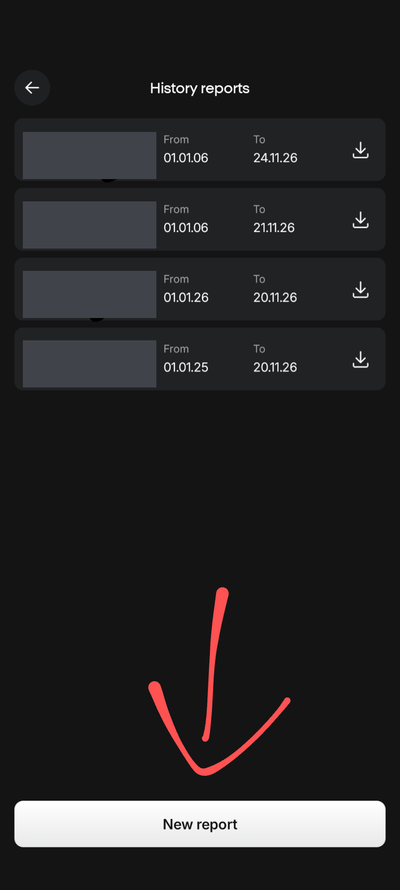 History reports
From To
01.01.06 24.11.26
From To
01.01.06 21.11.26
From To
01.01.26 20.11.26
From To
01.01.25 20.11.26
New report